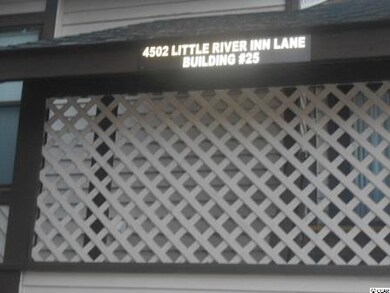 4502 LITTLE RIVER INN LANE
BUILDING #25